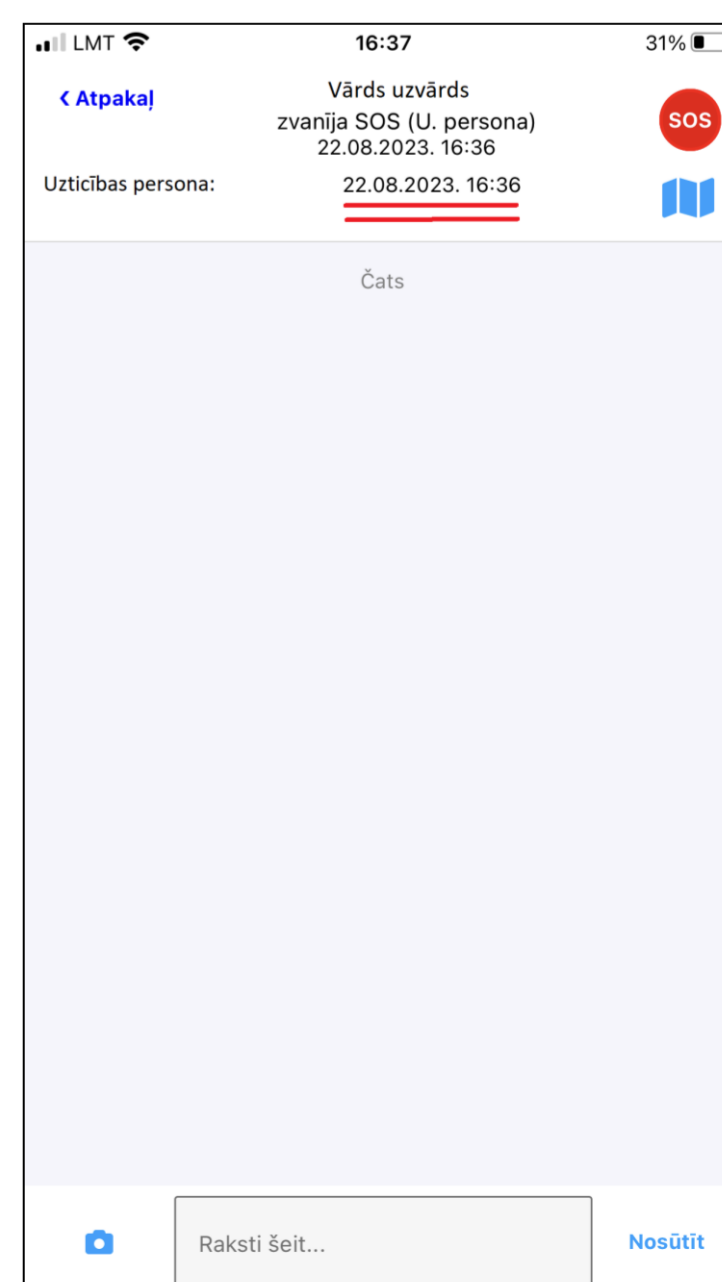 LMT 16:37 31%
Atpakaļ
Vārds uzvārds
zvanīja SOS (U. persona)
22.08.2023. 16:36
SOS
Uzticības persona: 22.08.2023. 16:36
Čats
Raksti šeit...
Nosūtīt